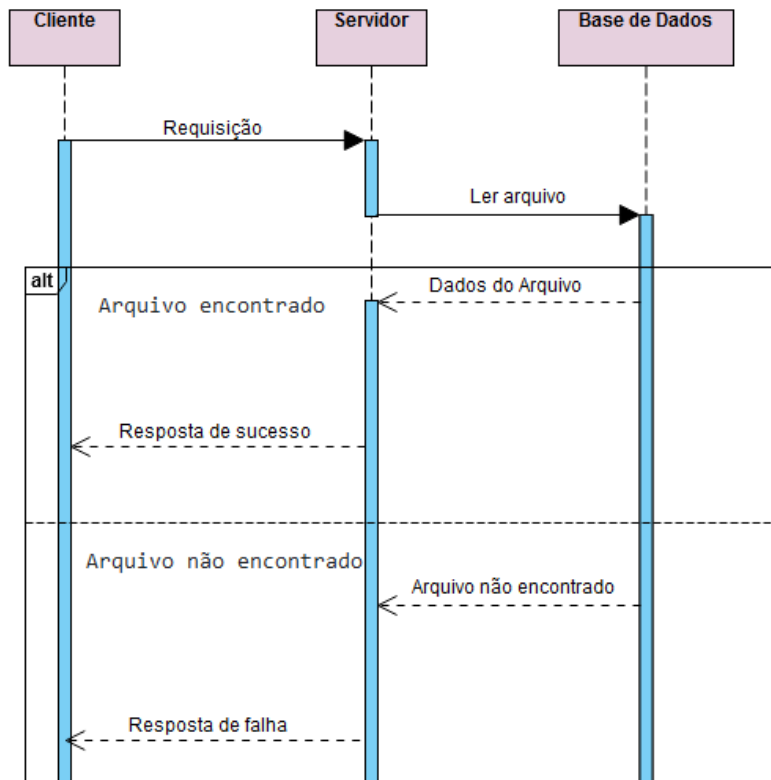 Cliente
Servidor
Base de Dados
Requisição
Ler arquivo
alt
Dados do Arquivo
Arquivo encontrado
Resposta de sucesso
Arquivo não encontrado
Arquivo não encontrado
Resposta de falha